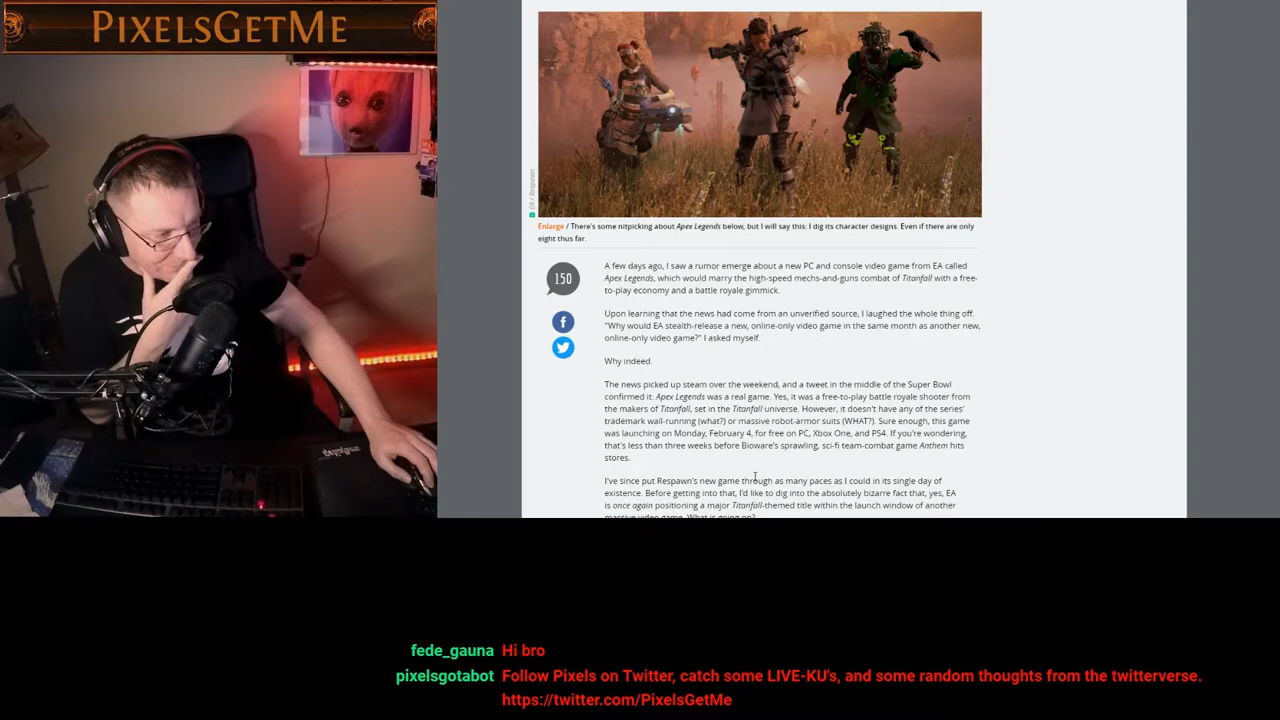 PIXELSGETME
EA / Respawn
Enlarge / There's some nitpicking about Apex Legends below, but I will say this: I dig its character designs. Even if there are only
eight thus far.
150
A few days ago, I saw a rumor emerge about a new PC and console video game from EA called
Apex Legends, which would marry the high-speed mechs-and-guns combat of Titanfall with a free-
to-play economy and a battle royale gimmick.
Upon learning that the news had come from an unverified source, I laughed the whole thing off.
"Why would EA stealth-release a new, online-only video game in the same month as another new,
online-only video game?" I asked myself.
Why indeed.
The news picked up steam over the weekend, and a tweet in the middle of the Super Bowl
confirmed it: Apex Legends was a real game. Yes, it was a free-to-play battle royale shooter from
the makers of Titanfall, set in the Titanfall universe. However, it doesn't have any of the series'
trademark wall-running (what?) or massive robot-armor suits (WHAT?). Sure enough, this game
was launching on Monday, February 4, for free on PC, Xbox One, and PS4. If you're wondering,
that's less than three weeks before Bioware's sprawling, sci-fi team-combat game Anthem hits
stores.
I've since put Respawn's new game through as many paces as I could in its single day of
existence. Before getting into that, I'd like to dig into the absolutely bizarre fact that, yes, EA
is once again positioning a major Titanfall-themed title within the launch window of another
massive video game. What is going on?
fede_gauna Hi bro
pixelsgotabot Follow Pixels on Twitter, catch some LIVE-KU's, and some random thoughts from the twitterverse.
https://twitter.com/PixelsGetMe